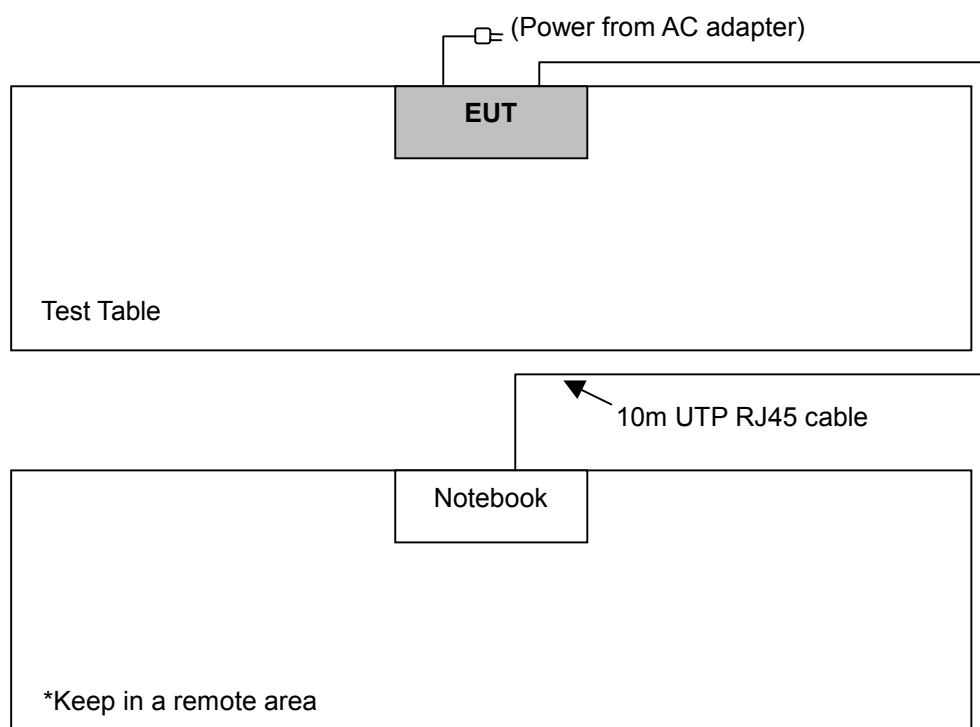 (Power from AC adapter)
EUT
Test Table
10m UTP RJ45 cable
Notebook
*Keep in a remote area